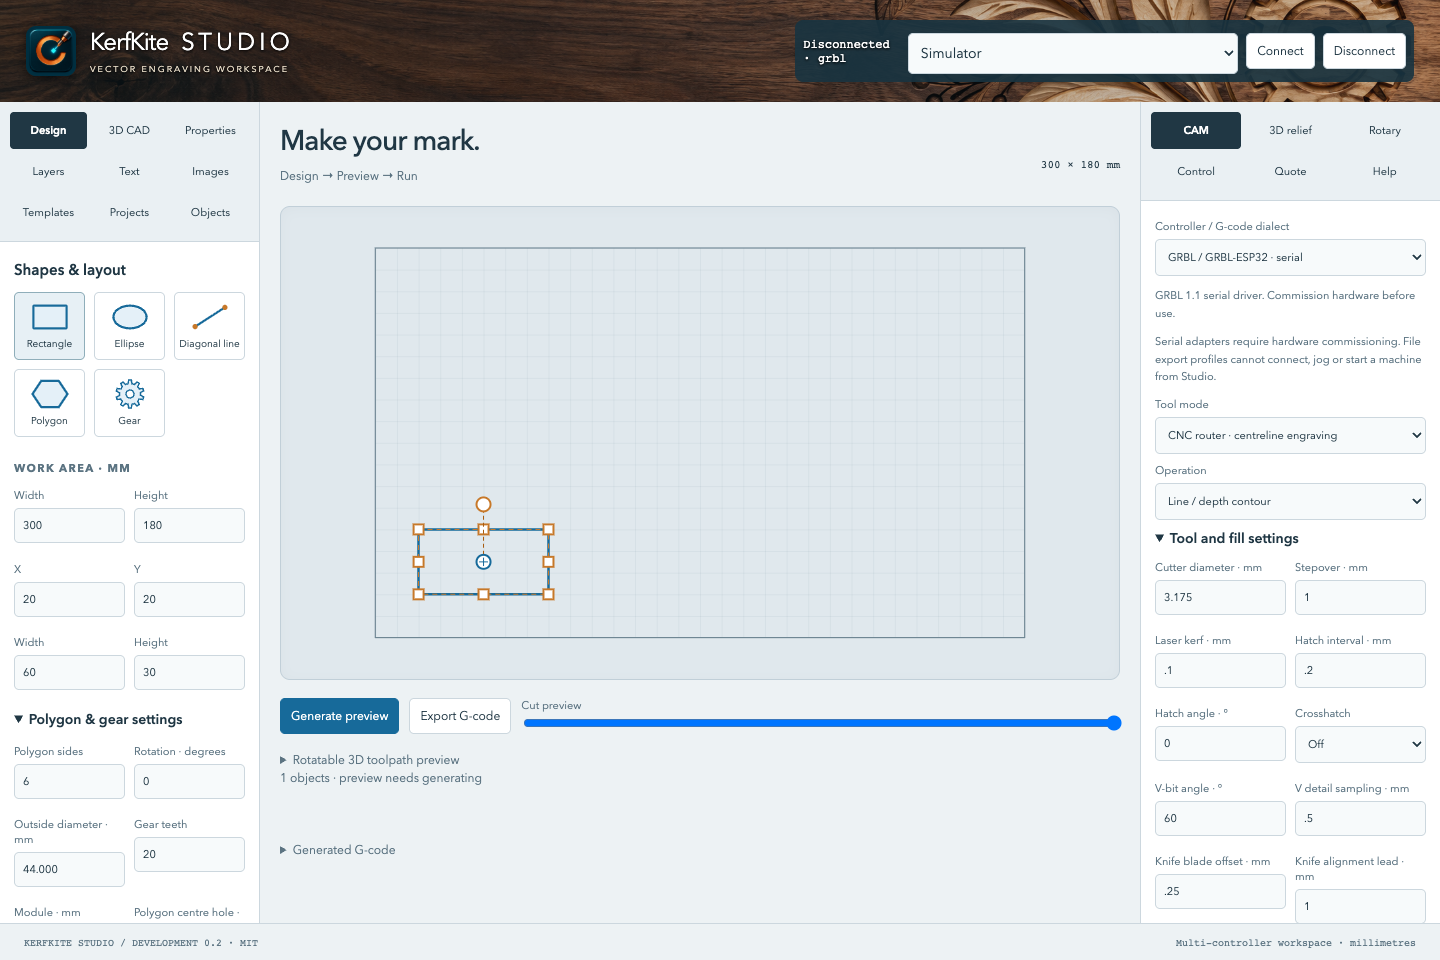 KerfKite STUDIO
VECTOR ENGRAVING WORKSPACE
Disconnected
· grbl
Simulator
Connect
Disconnect
Design
3D CAD
Properties
Layers
Text
Images
Templates
Projects
Objects
Shapes & layout
Rectangle
Ellipse
Diagonal line
Polygon
Gear
WORK AREA · MM
Width
Height
300
180
X
Y
20
20
Width
Height
60
30
▼ Polygon & gear settings
Polygon sides
Rotation · degrees
6
0
Outside diameter ·
mm
Gear teeth
44.000
20
Module · mm
Polygon centre hole ·
Make your mark.
Design → Preview → Run
300 × 180 mm
Generate preview
Export G-code
Cut preview
▶ Rotatable 3D toolpath preview
1 objects · preview needs generating
▶ Generated G-code
CAM
3D relief
Rotary
Control
Quote
Help
Controller / G-code dialect
GRBL / GRBL-ESP32 · serial
GRBL 1.1 serial driver. Commission hardware before
use.
Serial adapters require hardware commissioning. File
export profiles cannot connect, jog or start a machine
from Studio.
Tool mode
CNC router · centreline engraving
Operation
Line / depth contour
▼ Tool and fill settings
Cutter diameter · mm
Stepover · mm
3.175
1
Laser kerf · mm
Hatch interval · mm
.1
.2
Hatch angle · °
Crosshatch
0
Off
V-bit angle · °
V detail sampling · mm
60
.5
Knife blade offset · mm
Knife alignment lead ·
mm
.25
1
KERFKITE STUDIO / DEVELOPMENT 0.2 · MIT
Multi-controller workspace · millimetres